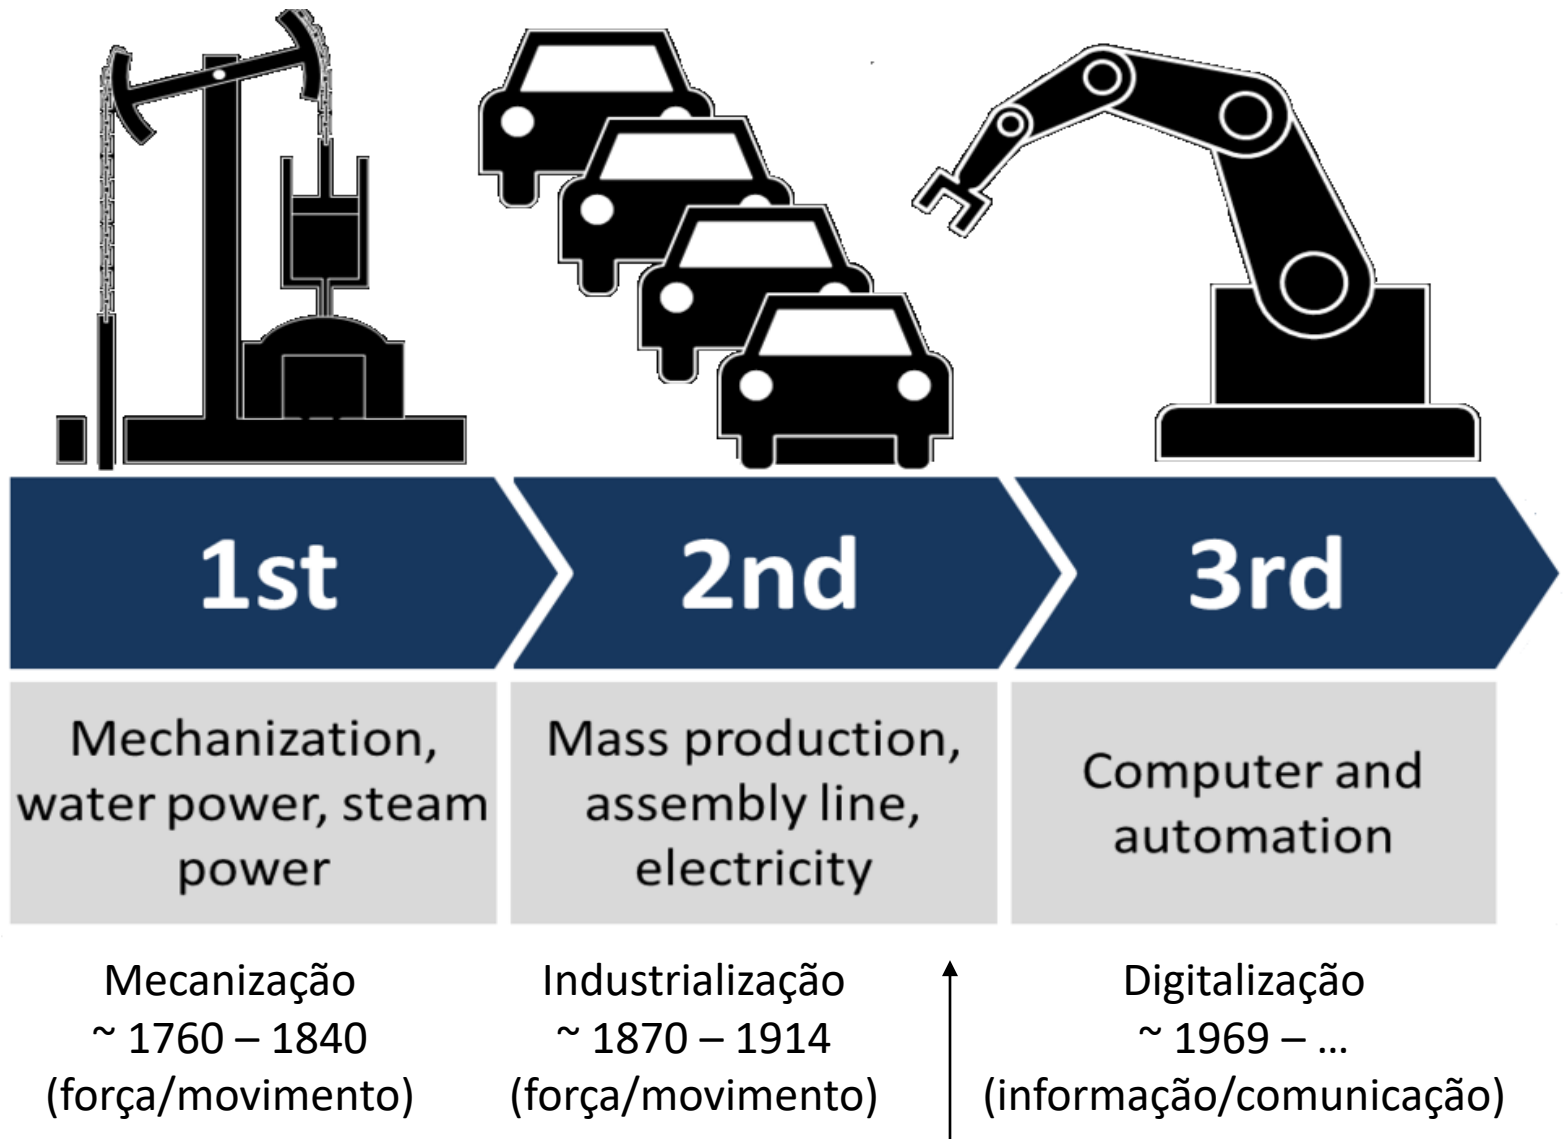 1st
2nd
3rd
Mechanization,
water power, steam
power
Mass production,
assembly line,
electricity
Computer and
automation
Mecanização
~ 1760 – 1840
(força/movimento)
Industrialização
~ 1870 – 1914
(força/movimento)
Digitalização
~ 1969 – ...
(informação/comunicação)